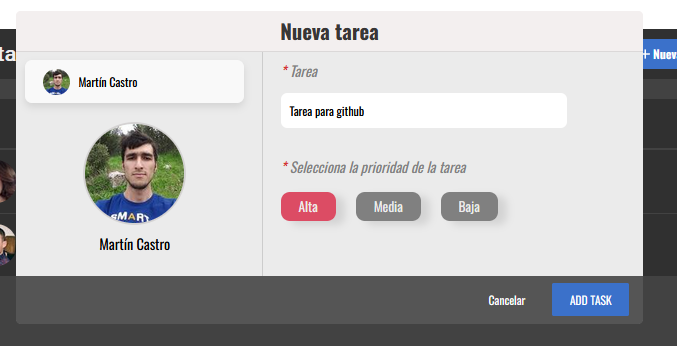 Nueva tarea
ta
+ Nuev
Martín Castro
* Tarea
Tarea para github
SMART
* Selecciona la prioridad de la tarea
Alta
Media
Baja
Martín Castro
Cancelar
ADD TASK